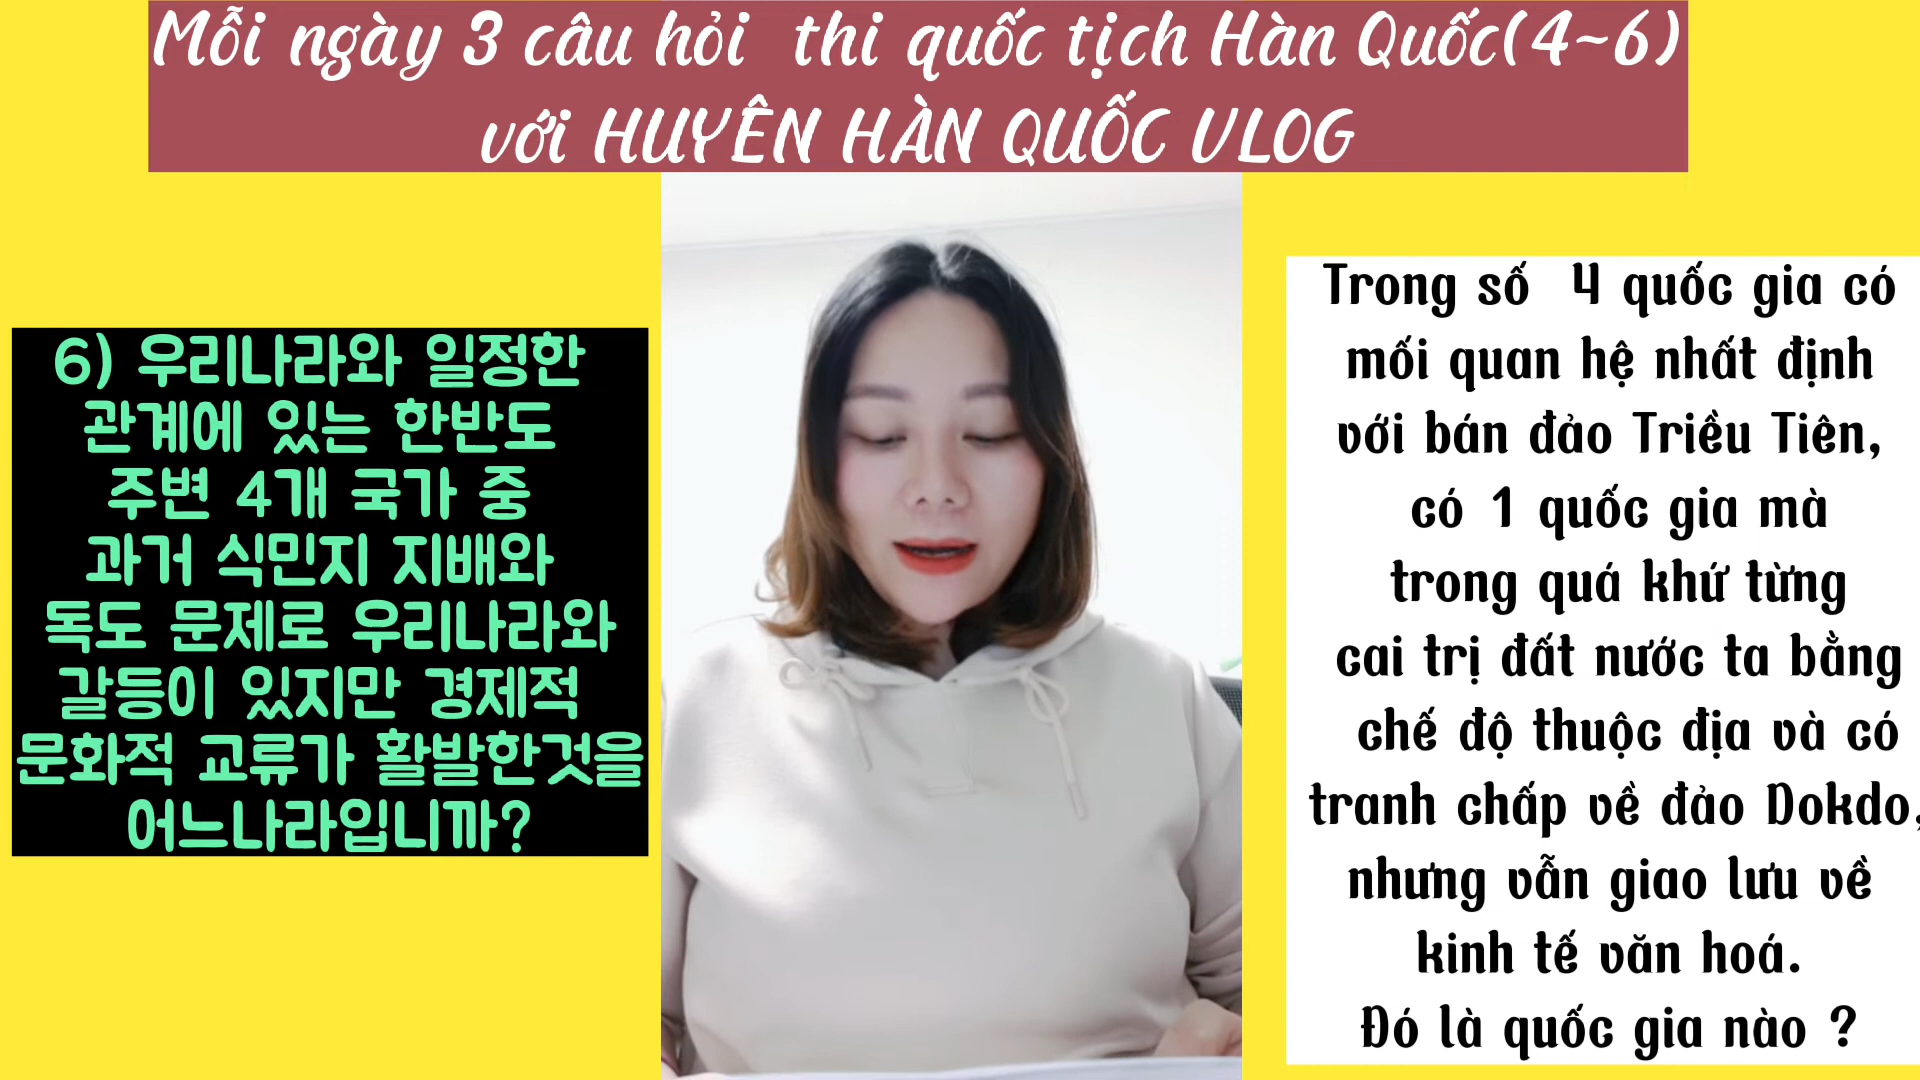 Mỗi ngày 3 câu hỏi thi quốc tịch Hàn Quốc(4~6)
với HUYÊN HÀN QUỐC VLOG
6) 우리나라와 일정한
관계에 있는 한반도
주변 4개 국가 중
과거 식민지 지배와
독도 문제로 우리나라와
갈등이 있지만 경제적
문화적 교류가 활발한것을
어느나라입니까?
Trong số 4 quốc gia có
mối quan hệ nhất định
với bán đảo Triều Tiên,
có 1 quốc gia mà
trong quá khứ từng
cai trị đất nước ta bằng
chế độ thuộc địa và có
tranh chấp về đảo Dokdo,
nhưng vẫn giao lưu về
kinh tế văn hoá.
Đó là quốc gia nào ?